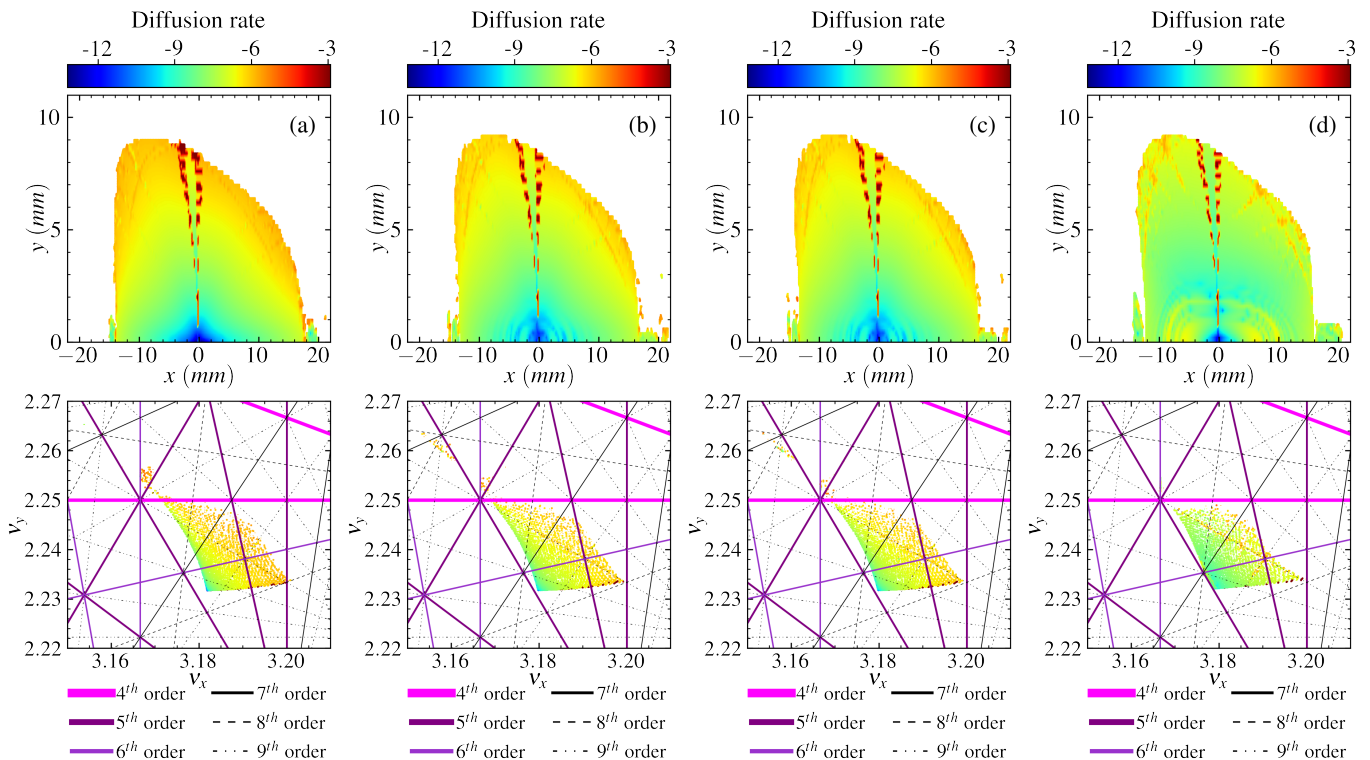 Diffusion rate Diffusion rate Diffusion rate Diffusion rate
-12 -9 -6 -3 -12 -9 -6 -3 -12 -9 -6 -3 -12 -9 -6 -3
10 (a) 10 (b) 10 (c) 10 (d)
y (mm) y (mm) y (mm) y (mm)
5 5 5 5
0 0 0 0
−20 −10 0 10 20 −20 −10 0 10 20 −20 −10 0 10 20 −20 −10 0 10 20
x (mm) x (mm) x (mm) x (mm)
2.27 2.27 2.27 2.27
2.26 2.26 2.26 2.26
2.25 2.25 2.25 2.25
ν_y ν_y ν_y ν_y
2.24 2.24 2.24 2.24
2.23 2.23 2.23 2.23
2.22 2.22 2.22 2.22
3.16 3.18 3.20 3.16 3.18 3.20 3.16 3.18 3.20 3.16 3.18 3.20
ν_x ν_x ν_x ν_x
4th order 7th order 4th order 7th order 4th order 7th order 4th order 7th order
5th order 8th order 5th order 8th order 5th order 8th order 5th order 8th order
6th order 9th order 6th order 9th order 6th order 9th order 6th order 9th order